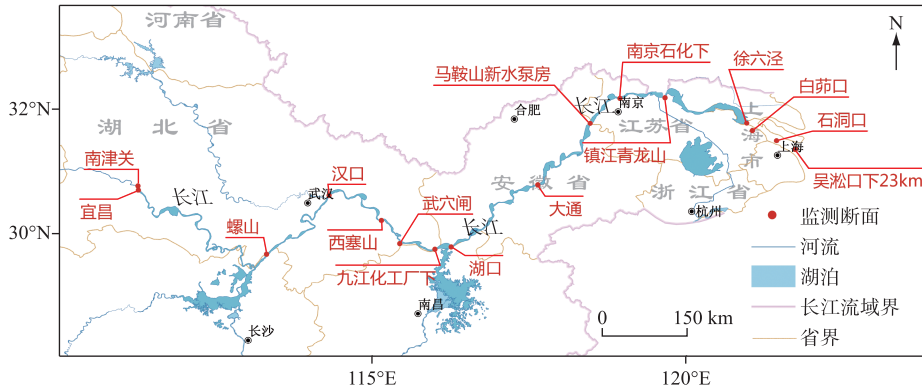 河南省
N
马鞍山新水泵房
南京石化下
徐六泾
白茆口
32°N
合肥
长江
南京
上海市
石洞口
湖北省
江苏省
上海
南津关
镇江青龙山
吴淞口下23km
长江
汉口
安徽省
浙江省
宜昌
武汉
武穴闸
大通
杭州
监测断面
螺山
长江
30°N
西塞山
河流
九江化工厂下
湖口
湖泊
南昌
0 150 km
长江流域界
长沙
省界
115°E
120°E